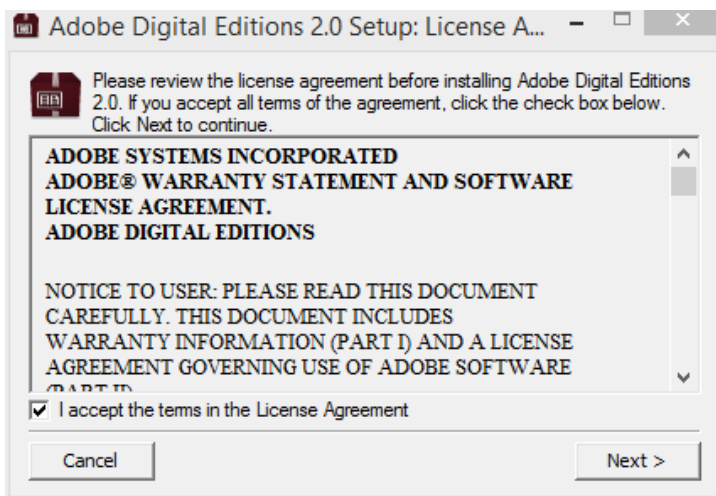 Adobe Digital Editions 2.0 Setup: License A...
Please review the license agreement before installing Adobe Digital Editions
2.0. If you accept all terms of the agreement, click the check box below.
Click Next to continue.
ADOBE SYSTEMS INCORPORATED
ADOBE® WARRANTY STATEMENT AND SOFTWARE
LICENSE AGREEMENT.
ADOBE DIGITAL EDITIONS
NOTICE TO USER: PLEASE READ THIS DOCUMENT
CAREFULLY. THIS DOCUMENT INCLUDES
WARRANTY INFORMATION (PART I) AND A LICENSE
AGREEMENT GOVERNING USE OF ADOBE SOFTWARE
(PART II)
I accept the terms in the License Agreement
Cancel
Next >